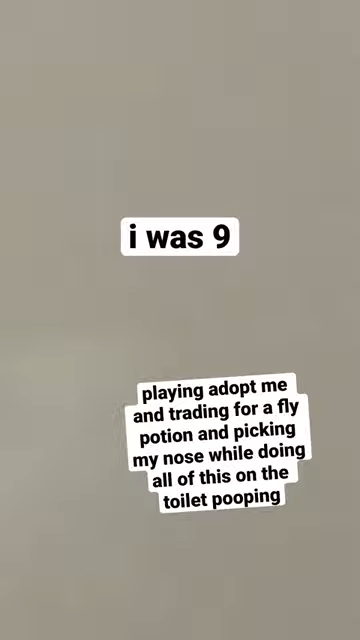 i was 9
playing adopt me
and trading for a fly
potion and picking
my nose while doing
all of this on the
toilet pooping